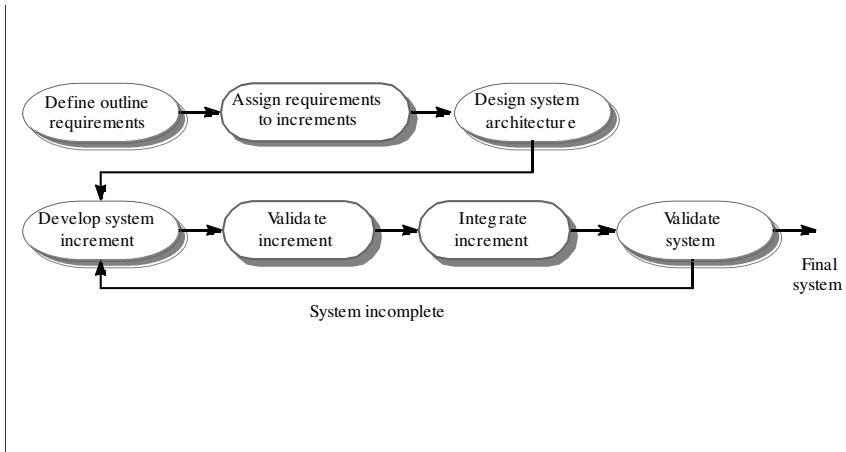 Define outline
requirements
Assign requirements
to increments
Design system
architecture
Develop system
increment
Validate
increment
Integrate
increment
Validate
system
Final
system
System incomplete